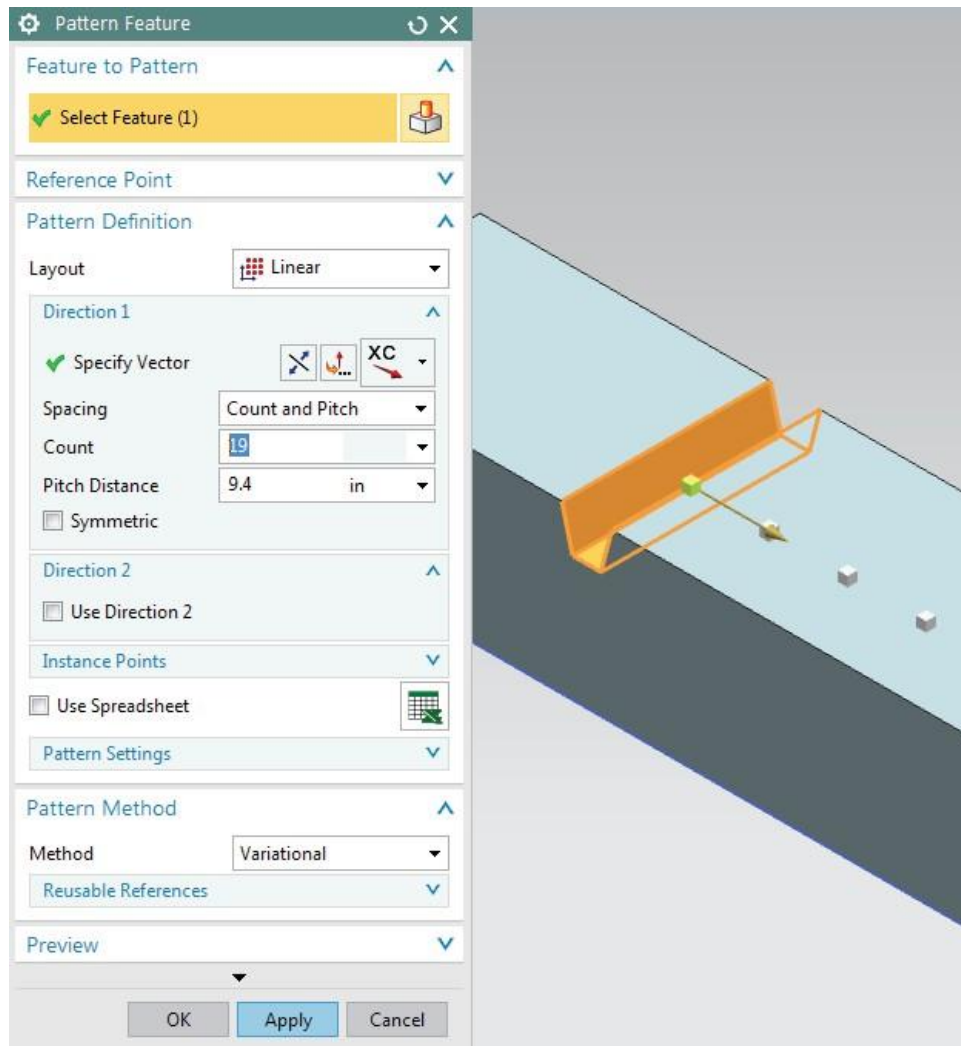 Pattern Feature
Feature to Pattern
Select Feature (1)
Reference Point
Pattern Definition
Layout Linear
Direction 1
Specify Vector XC
Spacing Count and Pitch
Count 19
Pitch Distance 9.4 in
Symmetric
Direction 2
Use Direction 2
Instance Points
Use Spreadsheet
Pattern Settings
Pattern Method
Method Variational
Reusable References
Preview
OK Apply Cancel